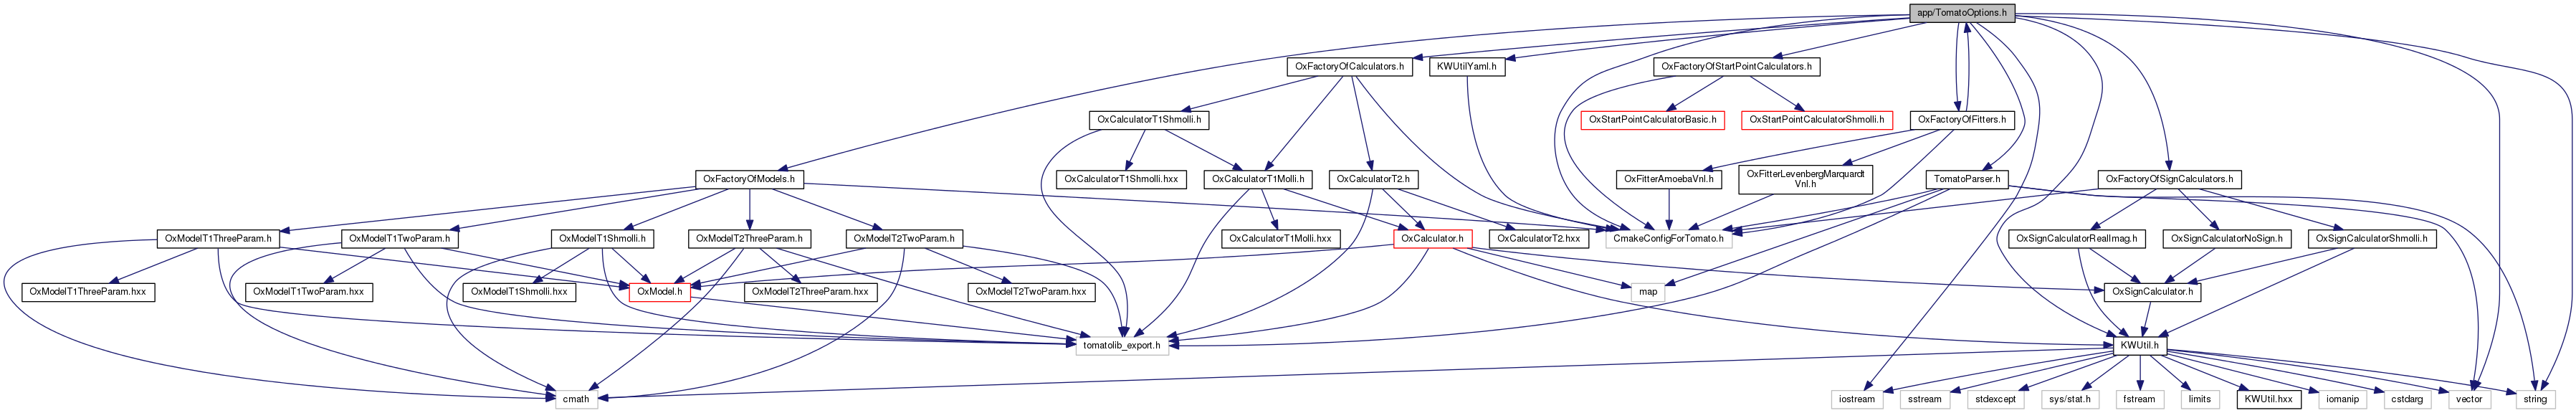 app/TomatoOptions.h
OxFactoryOfCalculators.h
KWUtilYaml.h
OxFactoryOfStartPointCalculators.h
OxCalculatorT1Shmolli.h
OxStartPointCalculatorBasic.h
OxStartPointCalculatorShmolli.h
OxFactoryOfFitters.h
OxFactoryOfModels.h
OxCalculatorT1Shmolli.hxx
OxCalculatorT1Molli.h
OxCalculatorT2.h
OxFitterAmoebaVnl.h
OxFitterLevenbergMarquardt
Vnl.h
TomatoParser.h
OxFactoryOfSignCalculators.h
OxModelT1ThreeParam.h
OxModelT1TwoParam.h
OxModelT1Shmolli.h
OxModelT2ThreeParam.h
OxModelT2TwoParam.h
OxCalculatorT1Molli.hxx
OxCalculator.h
OxCalculatorT2.hxx
CmakeConfigForTomato.h
OxSignCalculatorRealImag.h
OxSignCalculatorNoSign.h
OxSignCalculatorShmolli.h
OxModelT1ThreeParam.hxx
OxModelT1TwoParam.hxx
OxModelT1Shmolli.hxx
OxModel.h
OxModelT2ThreeParam.hxx
OxModelT2TwoParam.hxx
map
OxSignCalculator.h
tomatolib_export.h
KWUtil.h
cmath
iostream
sstream
stdexcept
sys/stat.h
fstream
limits
KWUtil.hxx
iomanip
cstdarg
vector
string